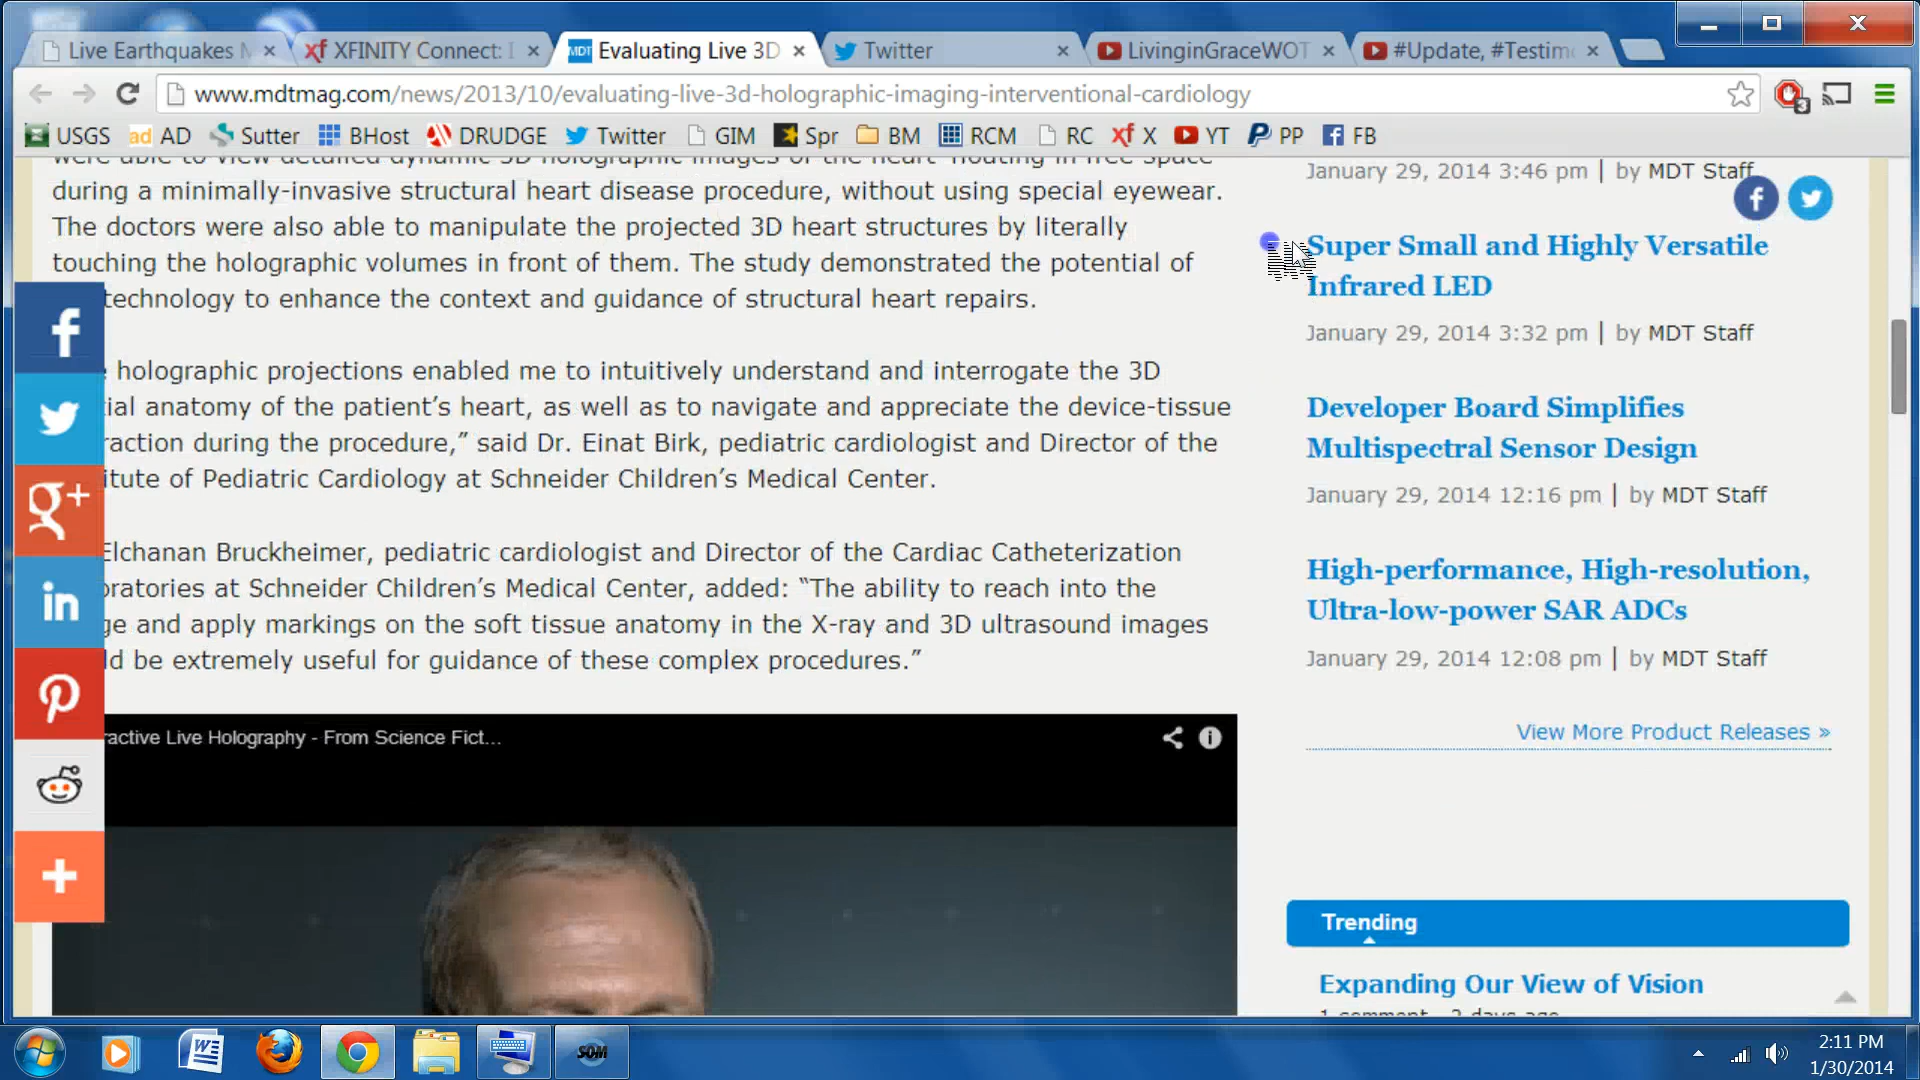 Live Earthquakes M
XFINITY Connect: I
MDT
Evaluating Live 3D
Twitter
LivinginGraceWOT
#Update, #Testim
www.mdtmag.com/news/2013/10/evaluating-live-3d-holographic-imaging-interventional-cardiology
3
USGS
ad AD
Sutter
BHost
DRUDGE
Twitter
GIM
Spr
BM
RCM
RC
xf X
YT
PP
FB
were able to view detailed dynamic 3D holographic images of the heart 'floating in free space'
during a minimally-invasive structural heart disease procedure, without using special eyewear.
The doctors were also able to manipulate the projected 3D heart structures by literally
touching the holographic volumes in front of them. The study demonstrated the potential of
technology to enhance the context and guidance of structural heart repairs.
holographic projections enabled me to intuitively understand and interrogate the 3D
ial anatomy of the patient’s heart, as well as to navigate and appreciate the device-tissue
raction during the procedure,” said Dr. Einat Birk, pediatric cardiologist and Director of the
itute of Pediatric Cardiology at Schneider Children’s Medical Center.
Elchanan Bruckheimer, pediatric cardiologist and Director of the Cardiac Catheterization
oratories at Schneider Children’s Medical Center, added: “The ability to reach into the
ge and apply markings on the soft tissue anatomy in the X-ray and 3D ultrasound images
ld be extremely useful for guidance of these complex procedures.”
ractive Live Holography - From Science Fict...
January 29, 2014 3:46 pm | by MDT Staff
Super Small and Highly Versatile
Infrared LED
January 29, 2014 3:32 pm | by MDT Staff
Developer Board Simplifies
Multispectral Sensor Design
January 29, 2014 12:16 pm | by MDT Staff
High-performance, High-resolution,
Ultra-low-power SAR ADCs
January 29, 2014 12:08 pm | by MDT Staff
View More Product Releases »
Trending
Expanding Our View of Vision
1 comment · 2 days ago
SOM
2:11 PM
1/30/2014